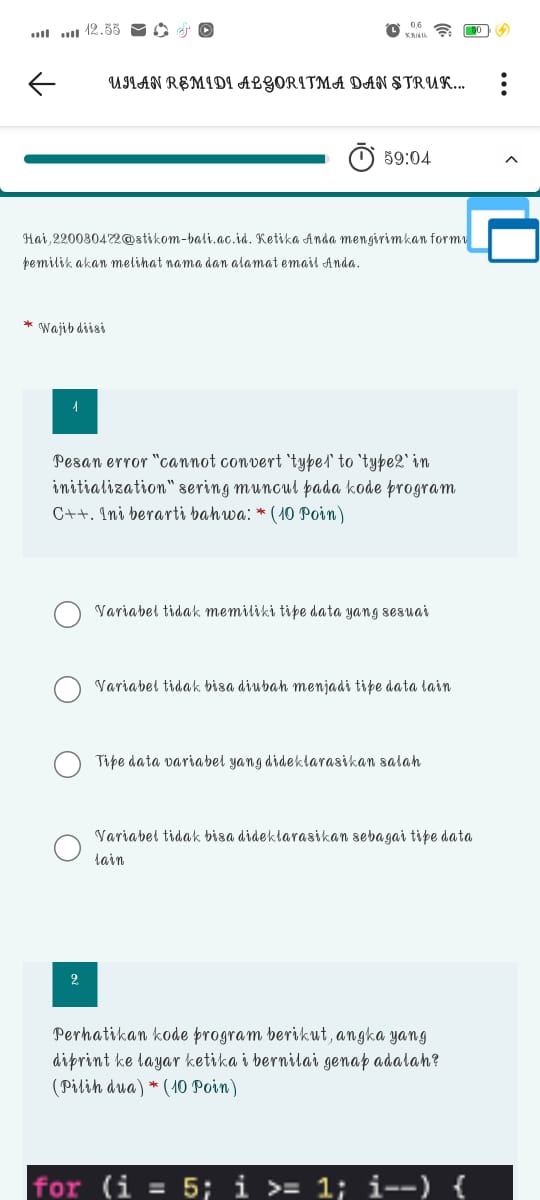 12.55
0,6
KB/dtk
90
UJIAN REMIDI ALGORITMA DAN STRUK...
59:04
Hai,220030472@stikom-bali.ac.id. Ketika Anda mengirimkan formu
pemilik akan melihat nama dan alamat email Anda.
* Wajib diisi
1
Pesan error "cannot convert 'type1' to 'type2' in
initialization" sering muncul pada kode program
C++. Ini berarti bahwa: * (10 Poin)
Variabel tidak memiliki tipe data yang sesuai
Variabel tidak bisa diubah menjadi tipe data lain
Tipe data variabel yang dideklarasikan salah
Variabel tidak bisa dideklarasikan sebagai tipe data
lain
2
Perhatikan kode program berikut, angka yang
diprint ke layar ketika i bernilai genap adalah?
(Pilih dua) * (10 Poin)
for (i = 5; i >= 1; i--) {